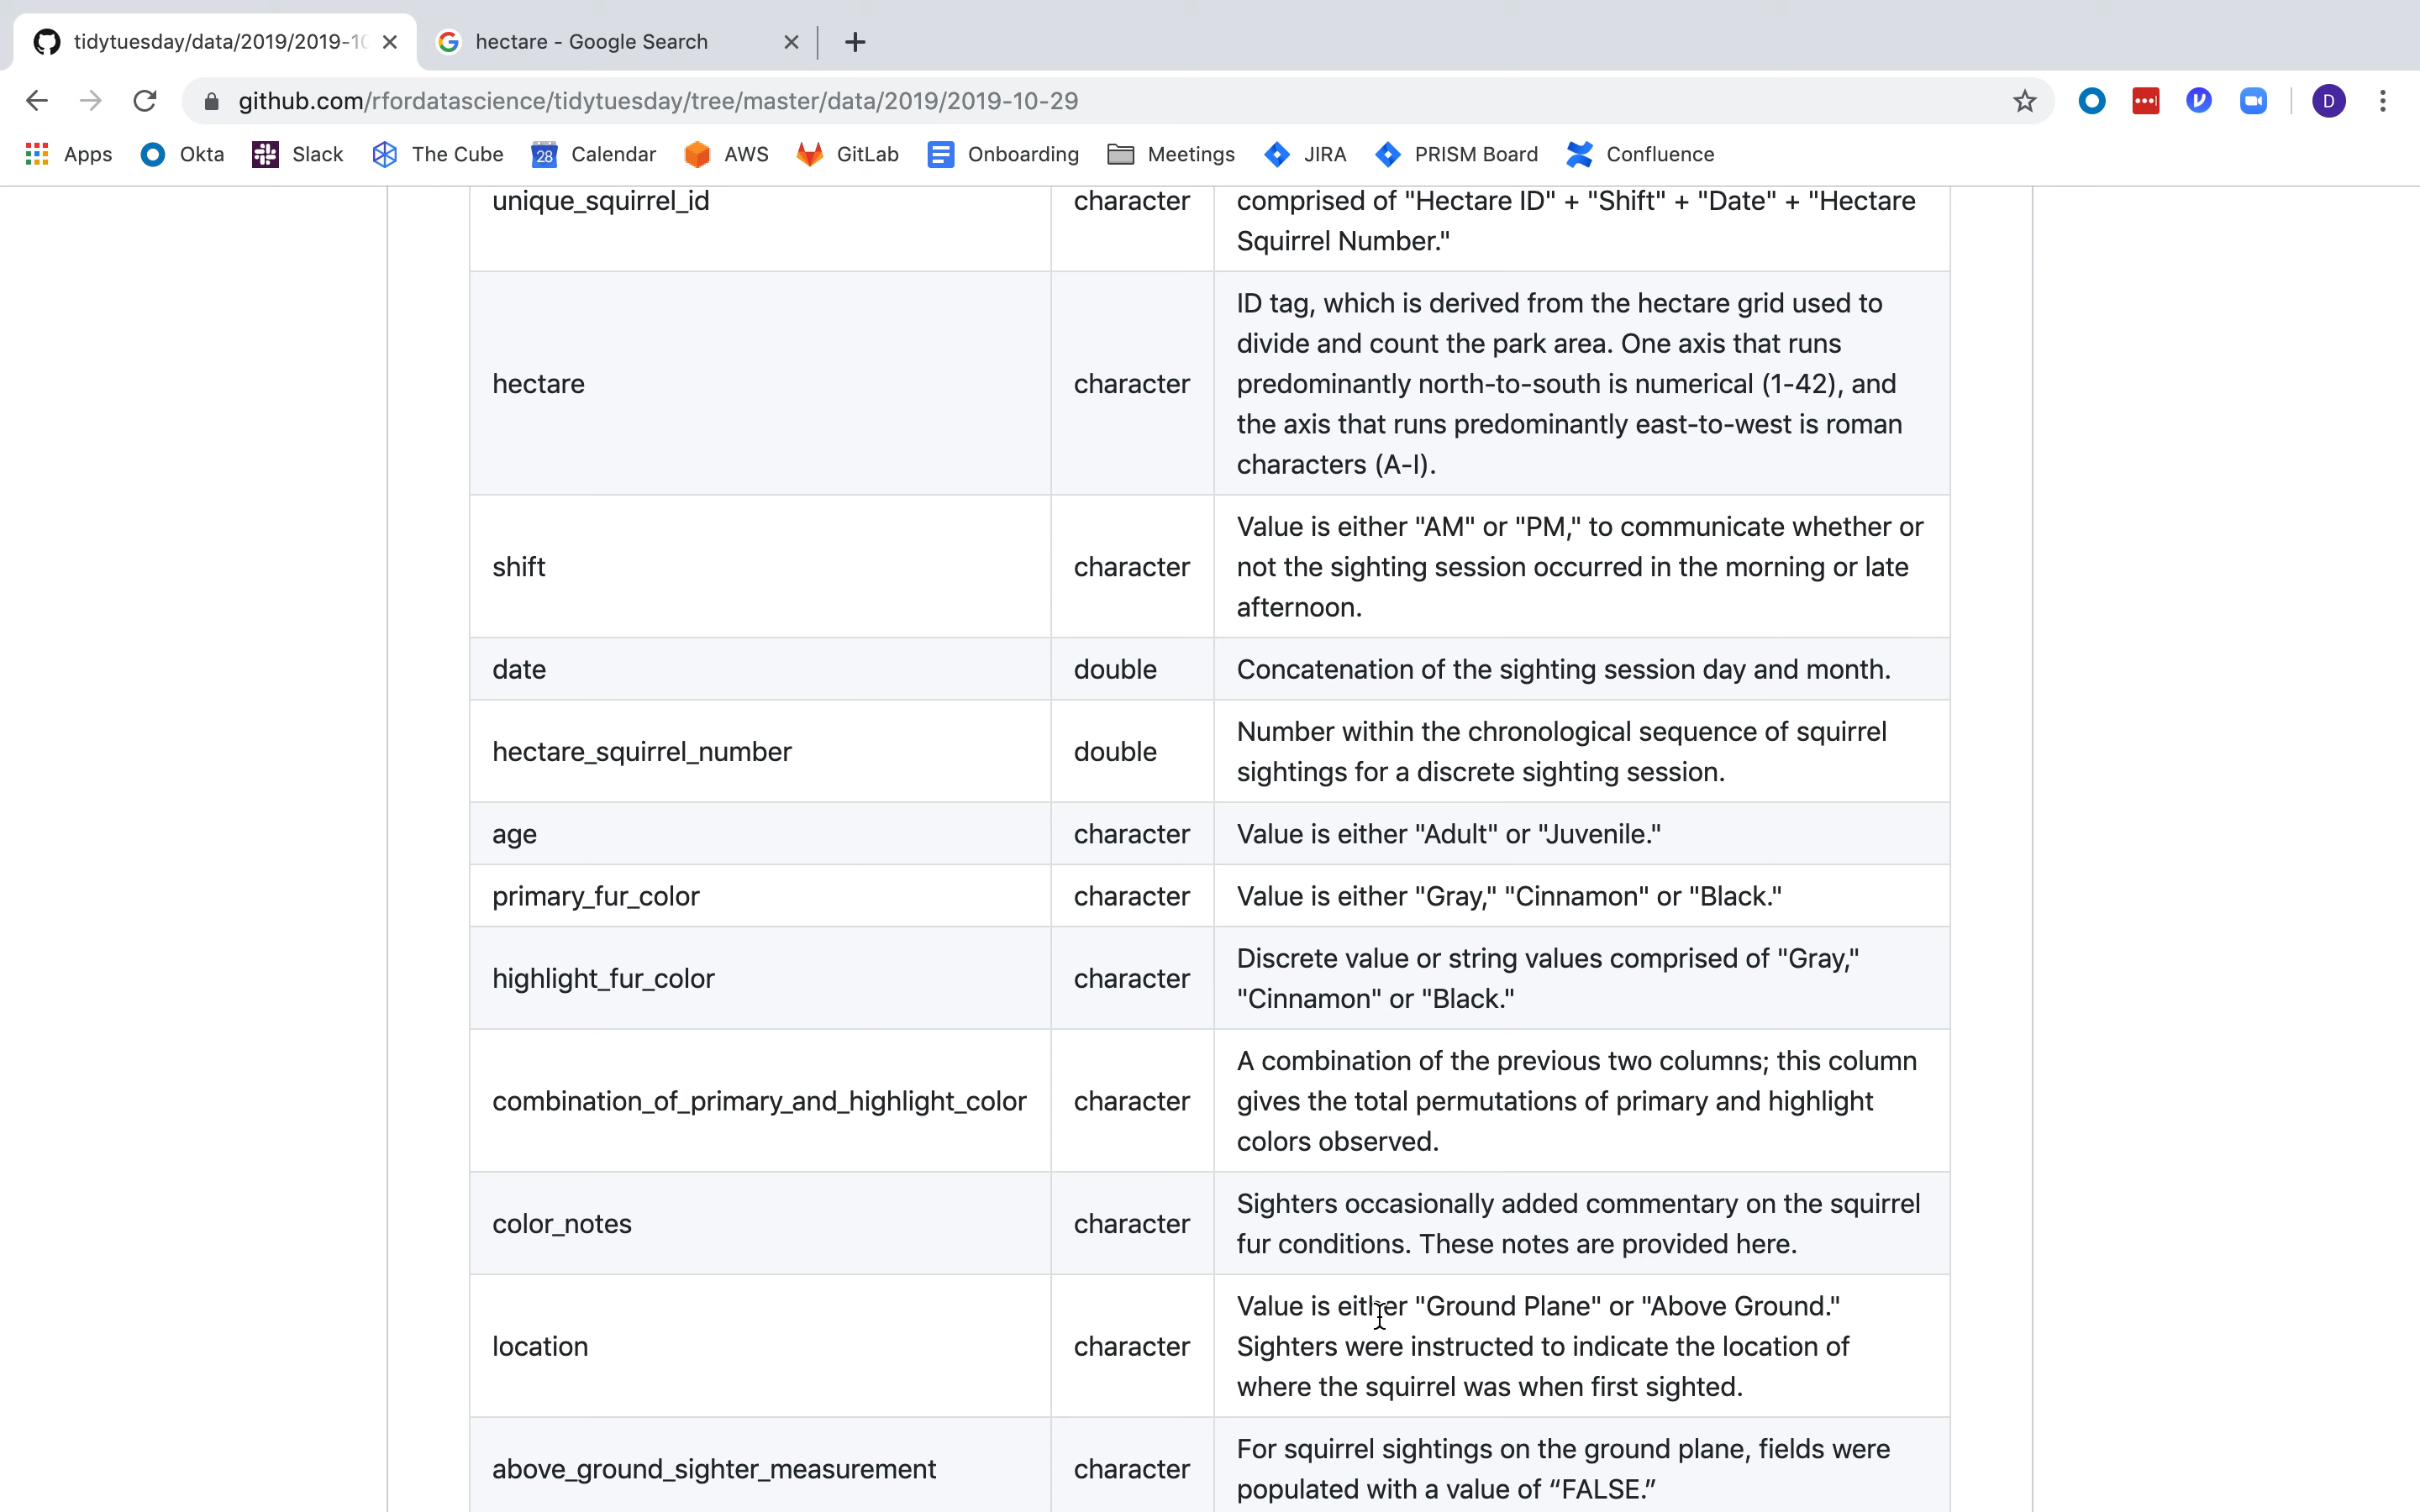 tidytuesday/data/2019/2019-10
hectare - Google Search
github.com/rfordatascience/tidytuesday/tree/master/data/2019/2019-10-29
D
Apps
Okta
Slack
The Cube
28
Calendar
AWS
GitLab
Onboarding
Meetings
JIRA
PRISM Board
Confluence
unique_squirrel_id
character
comprised of "Hectare ID" + "Shift" + "Date" + "Hectare
Squirrel Number."
hectare
character
ID tag, which is derived from the hectare grid used to
divide and count the park area. One axis that runs
predominantly north-to-south is numerical (1-42), and
the axis that runs predominantly east-to-west is roman
characters (A-I).
shift
character
Value is either "AM" or "PM," to communicate whether or
not the sighting session occurred in the morning or late
afternoon.
date
double
Concatenation of the sighting session day and month.
hectare_squirrel_number
double
Number within the chronological sequence of squirrel
sightings for a discrete sighting session.
age
character
Value is either "Adult" or "Juvenile."
primary_fur_color
character
Value is either "Gray," "Cinnamon" or "Black."
highlight_fur_color
character
Discrete value or string values comprised of "Gray,"
"Cinnamon" or "Black."
combination_of_primary_and_highlight_color
character
A combination of the previous two columns; this column
gives the total permutations of primary and highlight
colors observed.
color_notes
character
Sighters occasionally added commentary on the squirrel
fur conditions. These notes are provided here.
location
character
Value is either "Ground Plane" or "Above Ground."
Sighters were instructed to indicate the location of
where the squirrel was when first sighted.
above_ground_sighter_measurement
character
For squirrel sightings on the ground plane, fields were
populated with a value of “FALSE.”